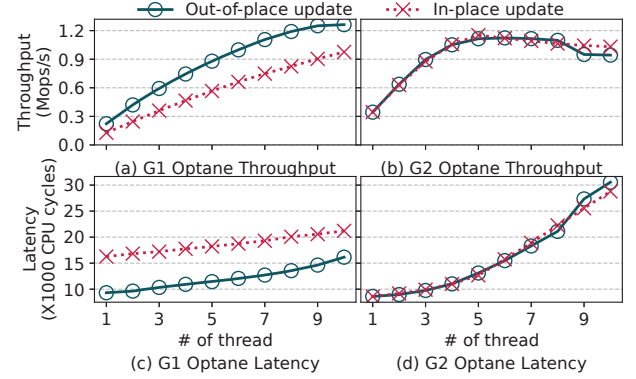 Out-of-place update In-place update
Throughput
(Mops/s)
1.2
0.9
0.6
0.3
0.0
(a) G1 Optane Throughput
(b) G2 Optane Throughput
Latency
(X1000 CPU cycles)
30
25
20
15
10
1 3 5 7 9
1 3 5 7 9
# of thread
# of thread
(c) G1 Optane Latency
(d) G2 Optane Latency